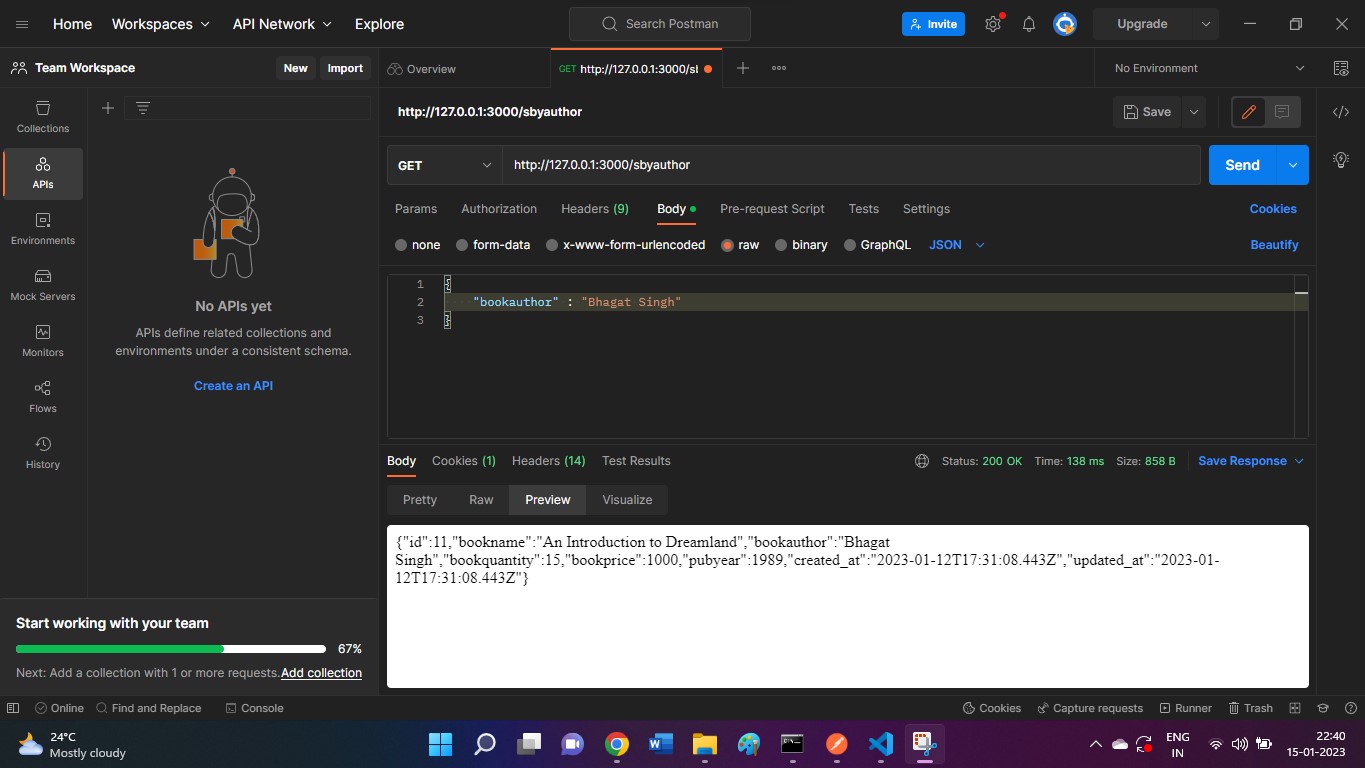 Home Workspaces API Network Explore Search Postman Invite Upgrade
Team Workspace New Import Overview GET http://127.0.0.1:3000/sl No Environment
http://127.0.0.1:3000/sbyauthor Save
Collections
APIs
Environments
Mock Servers
Monitors
Flows
History
No APIs yet
APIs define related collections and
environments under a consistent schema.
Create an API
Start working with your team
67%
Next: Add a collection with 1 or more requests. Add collection
GET http://127.0.0.1:3000/sbyauthor Send
Params Authorization Headers (9) Body Pre-request Script Tests Settings Cookies
none form-data x-www-form-urlencoded raw binary GraphQL JSON Beautify
1 {
2 "bookauthor" : "Bhagat Singh"
3 }
Body Cookies (1) Headers (14) Test Results Status: 200 OK Time: 138 ms Size: 858 B Save Response
Pretty Raw Preview Visualize
{"id":11,"bookname":"An Introduction to Dreamland","bookauthor":"Bhagat
Singh","bookquantity":15,"bookprice":1000,"pubyear":1989,"created_at":"2023-01-12T17:31:08.443Z","updated_at":"2023-01-
12T17:31:08.443Z"}
Online Find and Replace Console Cookies Capture requests Runner Trash
24°C
Mostly cloudy
ENG
IN
22:40
15-01-2023